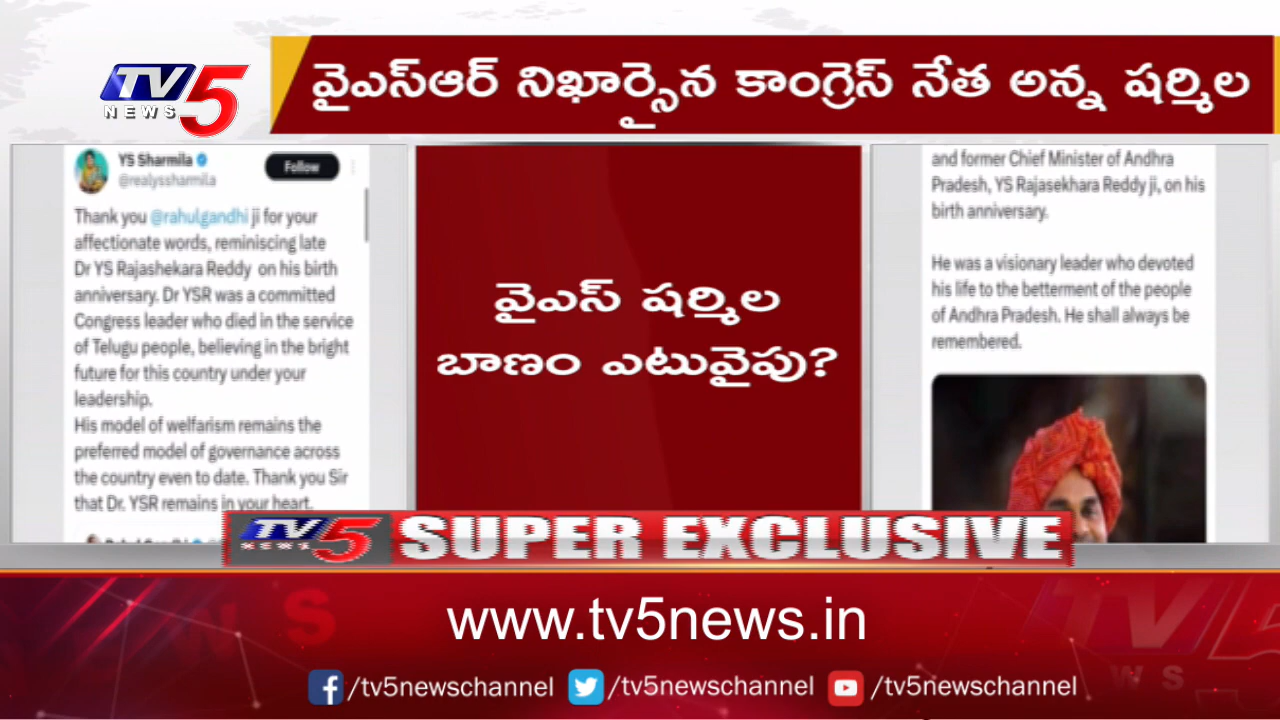 TV5
NEWS
వైఎస్ఆర్ నిఖార్సైన కాంగ్రెస్ నేత అన్న షర్మిల
YS Sharmila
@realyssharmila
Follow
Thank you @rahulgandhi ji for your
affectionate words, reminiscing late
Dr YS Rajashekara Reddy on his birth
anniversary. Dr YSR was a committed
Congress leader who died in the service
of Telugu people, believing in the bright
future for this country under your
leadership.
His model of welfarism remains the
preferred model of governance across
the country even to date. Thank you Sir
that Dr. YSR remains in your heart.
వైఎస్ షర్మిల
బాణం ఎటువైపు?
and former Chief Minister of Andhra
Pradesh, YS Rajasekhara Reddy ji, on his
birth anniversary.
He was a visionary leader who devoted
his life to the betterment of the people
of Andhra Pradesh. He shall always be
remembered.
TV5 NEWS SUPER EXCLUSIVE
www.tv5news.in
/tv5newschannel /tv5newschannel /tv5newschannel